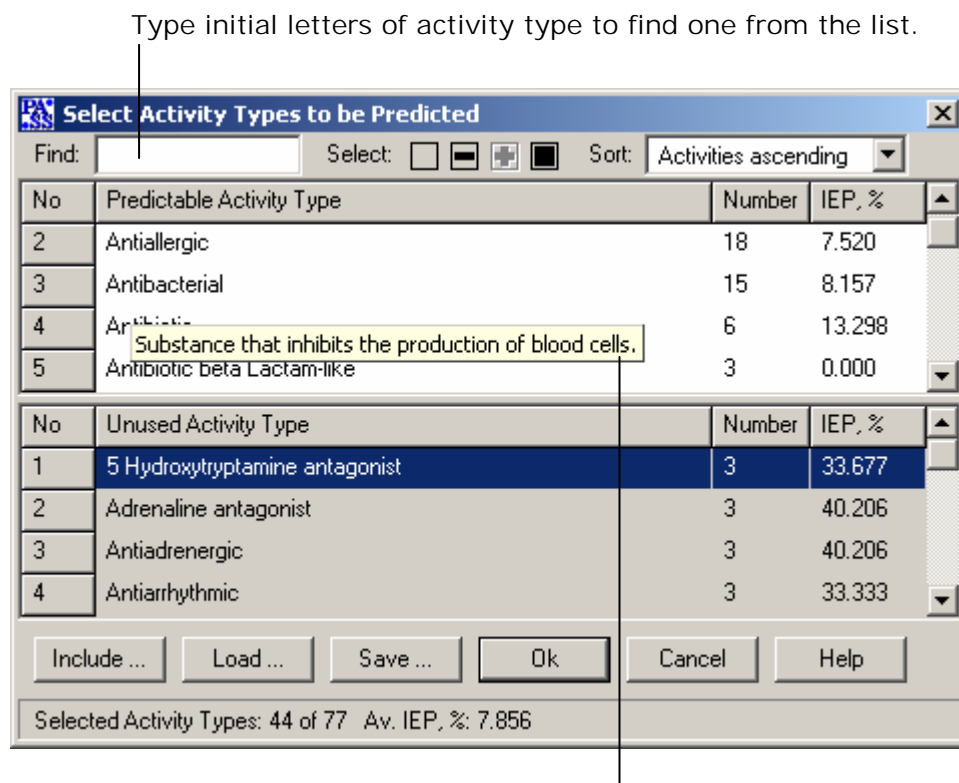 Type initial letters of activity type to find one from the list.
PASS Select Activity Types to be Predicted
Find: Select: Sort: Activities ascending
No Predictable Activity Type Number IEP, %
2 Antiallergic 18 7.520
3 Antibacterial 15 8.157
4 Antibiotic 6 13.298
Substance that inhibits the production of blood cells.
5 Antibiotic beta Lactam-like 3 0.000
No Unused Activity Type Number IEP, %
1 5 Hydroxytryptamine antagonist 3 33.677
2 Adrenaline antagonist 3 40.206
3 Antiadrenergic 3 40.206
4 Antiarrhythmic 3 33.333
Include ... Load ... Save ... Ok Cancel Help
Selected Activity Types: 44 of 77 Av. IEP, %: 7.856